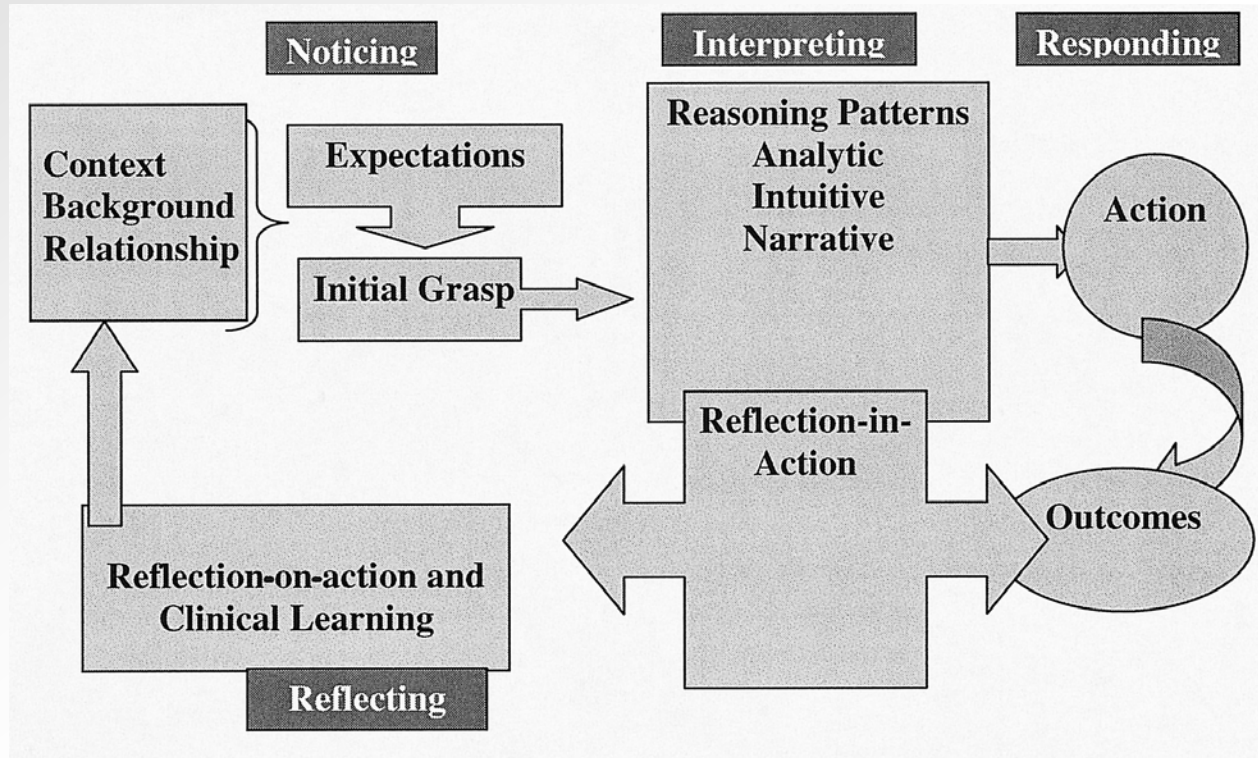 Noticing
Interpreting
Responding
Context
Background
Relationship
Expectations
Initial Grasp
Reasoning Patterns
Analytic
Intuitive
Narrative
Action
Reflection-in-
Action
Outcomes
Reflection-on-action and
Clinical Learning
Reflecting